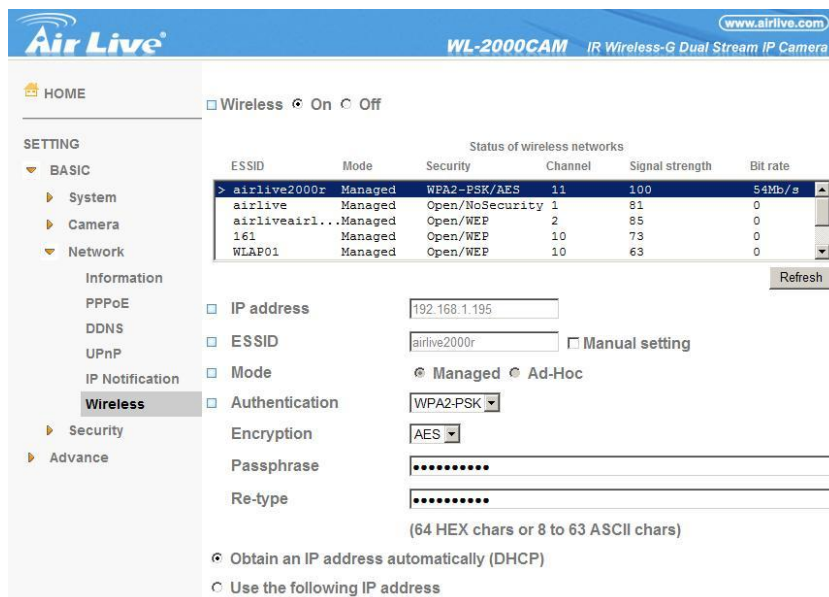 www.airlive.com
Air Live®
WL-2000CAM IR Wireless-G Dual Stream IP Camera
HOME
SETTING
BASIC
System
Camera
Network
Information
PPPoE
DDNS
UPnP
IP Notification
Wireless
Security
Advance
Wireless On Off
Status of wireless networks
ESSID Mode Security Channel Signal strength Bit rate
> airlive2000r Managed WPA2-PSK/AES 11 100 54Mb/s
airlive Managed Open/NoSecurity 1 81 0
airliveairl...Managed Open/WEP 2 85 0
161 Managed Open/WEP 10 73 0
WLAP01 Managed Open/WEP 10 63 0
Refresh
IP address 192.168.1.195
ESSID airlive2000r Manual setting
Mode Managed Ad-Hoc
Authentication WPA2-PSK
Encryption AES
Passphrase ••••••••••
Re-type ••••••••••
(64 HEX chars or 8 to 63 ASCII chars)
Obtain an IP address automatically (DHCP)
Use the following IP address